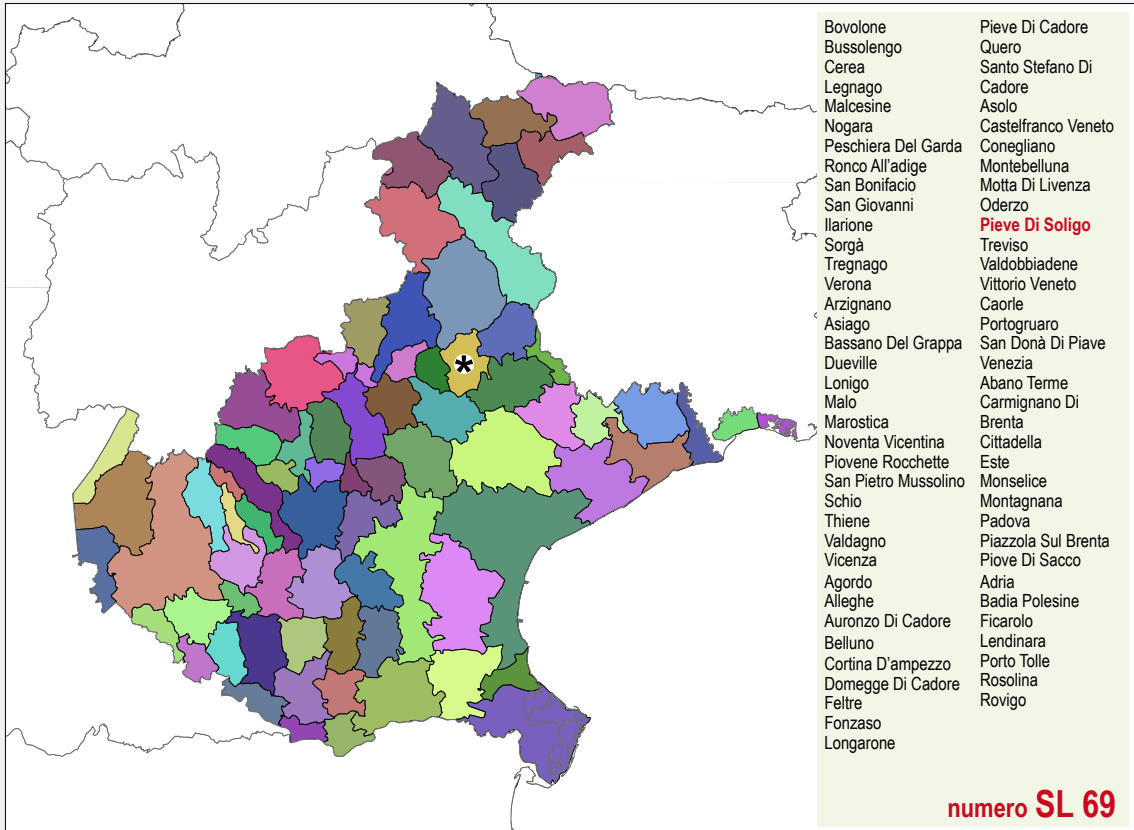 Bovolone
Bussolengo
Cerea
Legnago
Malcesine
Nogara
Peschiera Del Garda
Ronco All'adige
San Bonifacio
San Giovanni
Ilarione
Sorgà
Tregnago
Verona
Arzignano
Asiago
Bassano Del Grappa
Dueville
Lonigo
Malo
Marostica
Noventa Vicentina
Piovene Rocchette
San Pietro Mussolino
Schio
Thiene
Valdagno
Vicenza
Agordo
Alleghe
Auronzo Di Cadore
Belluno
Cortina D'ampezzo
Domegge Di Cadore
Feltre
Fonzaso
Longarone
Pieve Di Cadore
Quero
Santo Stefano Di
Cadore
Asolo
Castelfranco Veneto
Conegliano
Montebelluna
Motta Di Livenza
Oderzo
Pieve Di Soligo
Treviso
Valdobbiadene
Vittorio Veneto
Caorle
Portogruaro
San Donà Di Piave
Venezia
Abano Terme
Carmignano Di
Brenta
Cittadella
Este
Monselice
Montagnana
Padova
Piazzola Sul Brenta
Piove Di Sacco
Adria
Badia Polesine
Ficarolo
Lendinara
Porto Tolle
Rosolina
Rovigo
numero SL 69